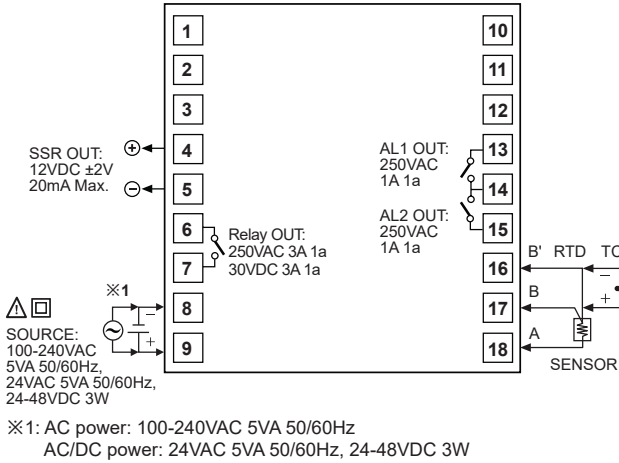 1
10
2
11
3
12
SSR OUT:
12VDC ±2V
20mA Max.
4
5
AL1 OUT:
250VAC
1A 1a
13
14
AL2 OUT:
250VAC
1A 1a
15
6
7
Relay OUT:
250VAC 3A 1a
30VDC 3A 1a
16
B' RTD TC
−
+
17
B
18
A
SENSOR
※1
8
9
−
+
SOURCE:
100-240VAC
5VA 50/60Hz,
24VAC 5VA 50/60Hz,
24-48VDC 3W
※1: AC power: 100-240VAC 5VA 50/60Hz
AC/DC power: 24VAC 5VA 50/60Hz, 24-48VDC 3W